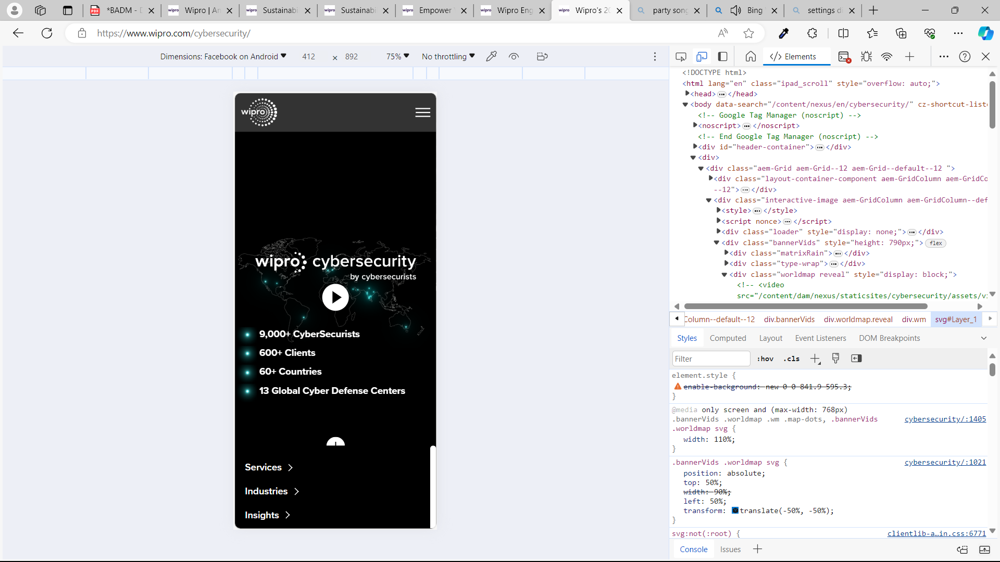 *BADM - D
Wipro | An
Sustainabi
Sustainabi
Empower Y
Wipro Eng
Wipro's 20
party song
Bing
settings di
https://www.wipro.com/cybersecurity/
Dimensions: Facebook on Android
412 × 892
75%
No throttling
Elements
wipro
wipro cybersecurity
by cybersecurists
9,000+ CyberSecurists
600+ Clients
60+ Countries
13 Global Cyber Defense Centers
Services
Industries
Insights
<!DOCTYPE html>
<html lang="en" class="ipad_scroll" style="overflow: auto;">
<head> ••• </head>
<body data-search="/content/nexus/en/cybersecurity/" cz-shortcut-liste
<!-- Google Tag Manager (noscript) -->
<noscript> ••• </noscript>
<!-- End Google Tag Manager (noscript) -->
<div id="header-container"> ••• </div>
<div>
<div class="aem-Grid aem-Grid--12 aem-Grid--default--12 ">
<div class="layout-container-component aem-GridColumn aem-GridCo
--12"> ••• </div>
<div class="interactive-image aem-GridColumn aem-GridColumn--def
<style> ••• </style>
<script nonce> ••• </script>
<div class="loader" style="display: none;"> ••• </div>
<div class="bannerVids" style="height: 790px;"> flex
<div class="matrixRain"> ••• </div>
<div class="type-wrap"> ••• </div>
<div class="worldmap reveal" style="display: block;">
<!-- <video
src="/content/dam/nexus/staticsites/cybersecurity/assets/vi
Column--default--12 div.bannerVids div.worldmap.reveal div.wm svg#Layer_1
Styles Computed Layout Event Listeners DOM Breakpoints
Filter :hov .cls
element.style {
enable-background: new 0 0 841.9 595.3;
}
@media only screen and (max-width: 768px)
.bannerVids .worldmap .wm .map-dots, .bannerVids cybersecurity/:1405
.worldmap svg {
width: 110%;
}
.bannerVids .worldmap svg { cybersecurity/:1021
position: absolute;
top: 50%;
width: 90%;
left: 50%;
transform: translate(-50%, -50%);
}
svg:not(:root) { clientlib-a…in.css:6771
Console Issues